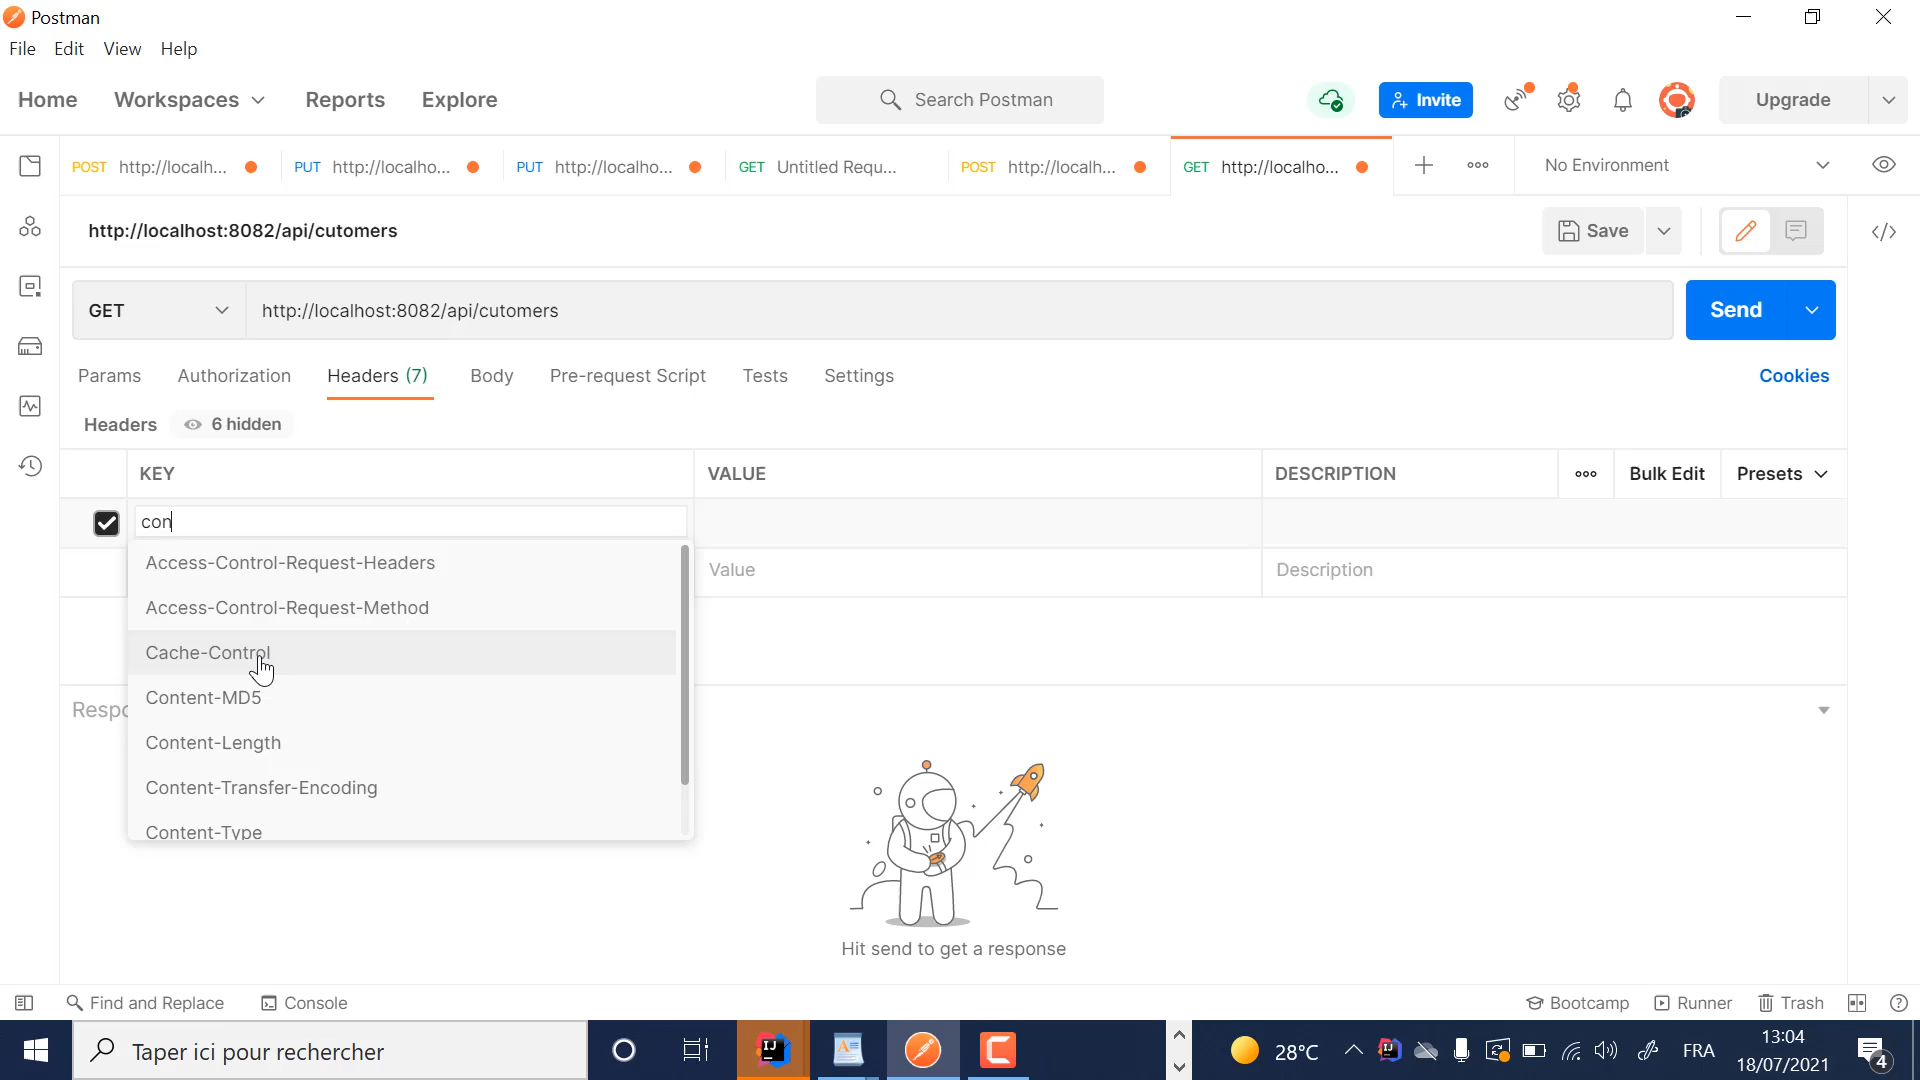 Postman
File Edit View Help
Home Workspaces Reports Explore Search Postman Invite Upgrade
POST http://localh... PUT http://localho... PUT http://localho... GET Untitled Requ... POST http://localh... GET http://localho... No Environment
http://localhost:8082/api/cutomers Save
GET http://localhost:8082/api/cutomers Send
Params Authorization Headers (7) Body Pre-request Script Tests Settings Cookies
Headers 6 hidden
KEY VALUE DESCRIPTION Bulk Edit Presets
con
Access-Control-Request-Headers Value Description
Access-Control-Request-Method
Cache-Control
Content-MD5
Respo
Content-Length
Content-Transfer-Encoding
Content-Type
Hit send to get a response
Find and Replace Console Bootcamp Runner Trash
Taper ici pour rechercher 28°C FRA 13:04
18/07/2021 4